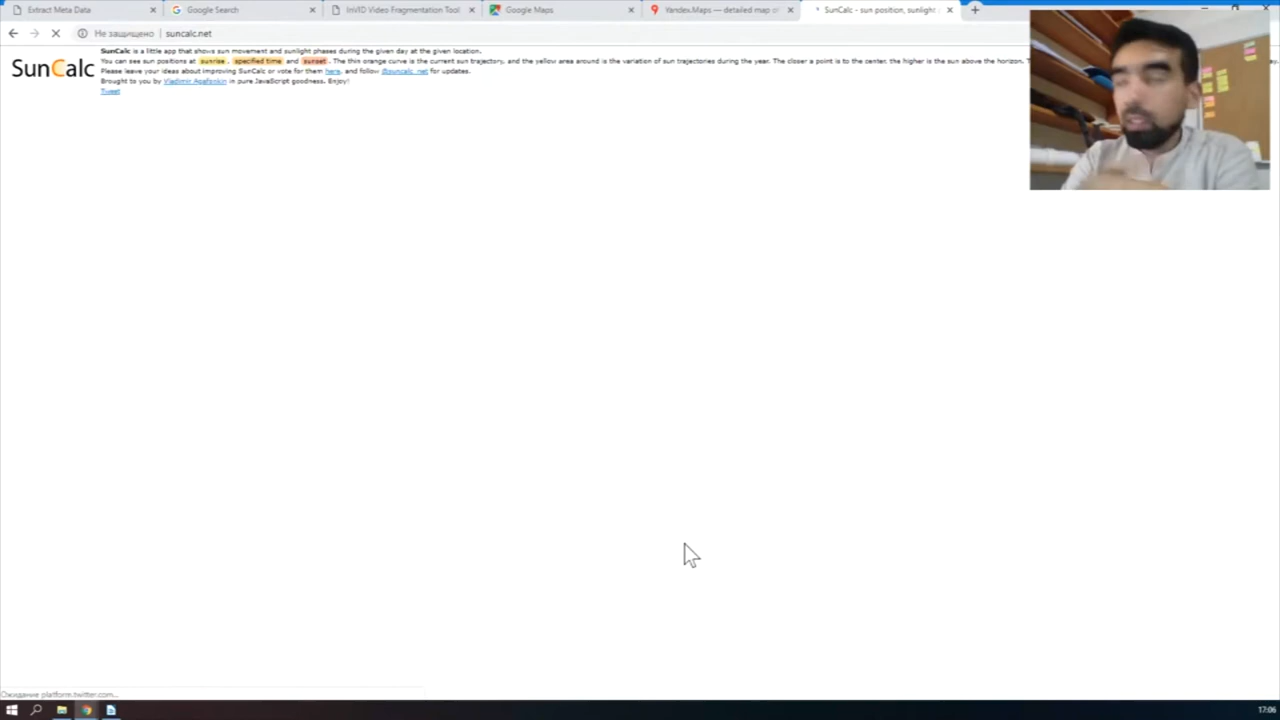 Extract Meta Data
Google Search
InVID Video Fragmentation Tool
Google Maps
Yandex.Maps — detailed map of
SunCalc - sun position, sunlight
Не защищено | suncalc.net
SunCalc
SunCalc is a little app that shows sun movement and sunlight phases during the given day at the given location.
You can see sun positions at sunrise, specified time and sunset. The thin orange curve is the current sun trajectory, and the yellow area around is the variation of sun trajectories during the year. The closer a point is to the center, the higher is the sun above the horizon.
Please leave your ideas about improving SunCalc or vote for them here, and follow @suncalc_net for updates.
Brought to you by Vladimir Agafonkin in pure JavaScript goodness. Enjoy!
Tweet
Ожидание platform.twitter.com...
17:06